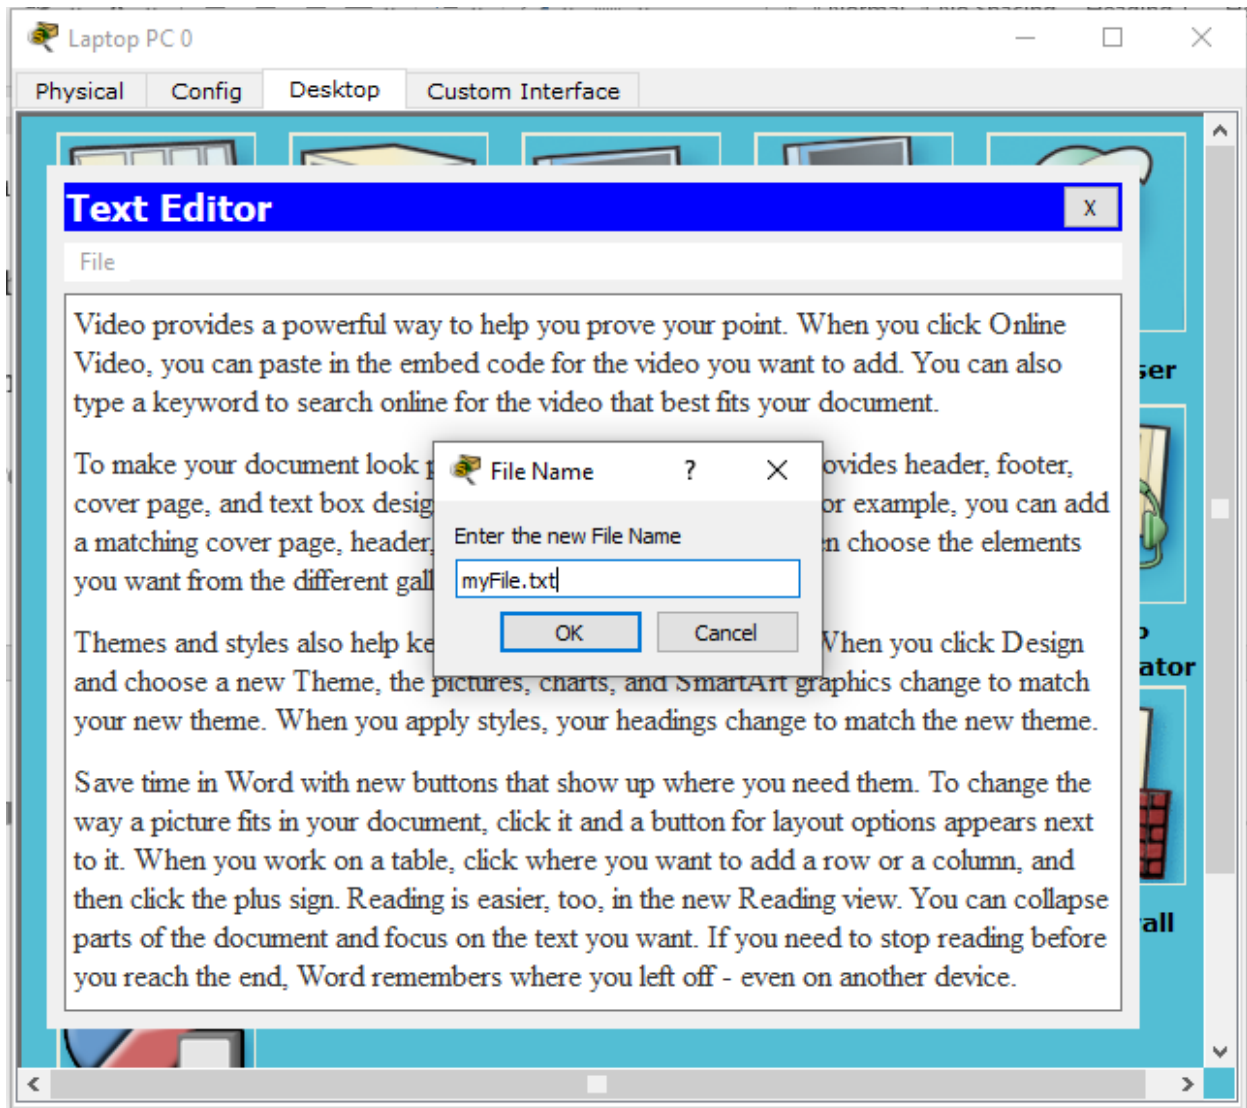 Laptop PC 0
Physical Config Desktop Custom Interface
Text Editor X
File
Video provides a powerful way to help you prove your point. When you click Online
Video, you can paste in the embed code for the video you want to add. You can also
type a keyword to search online for the video that best fits your document.
To make your document look ovides header, footer,
cover page, and text box desig or example, you can add
a matching cover page, header, n choose the elements
you want from the different gall
Themes and styles also help ke When you click Design
and choose a new Theme, the pictures, charts, and SmartArt graphics change to match
your new theme. When you apply styles, your headings change to match the new theme.
Save time in Word with new buttons that show up where you need them. To change the
way a picture fits in your document, click it and a button for layout options appears next
to it. When you work on a table, click where you want to add a row or a column, and
then click the plus sign. Reading is easier, too, in the new Reading view. You can collapse
parts of the document and focus on the text you want. If you need to stop reading before
you reach the end, Word remembers where you left off - even on another device.
File Name ?
Enter the new File Name
myFile.txt
OK Cancel
ser
ator
all